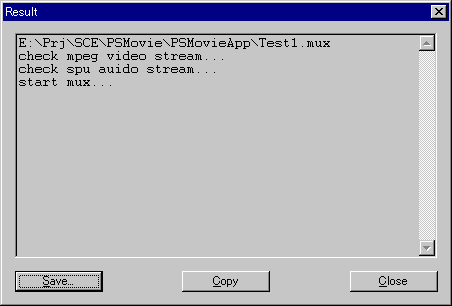 Result
E:\Prj\SCE\PSMovie\PSMovieApp\Test1.mux
check mpeg video stream...
check spu auido stream...
start mux...
Save...
Copy
Close